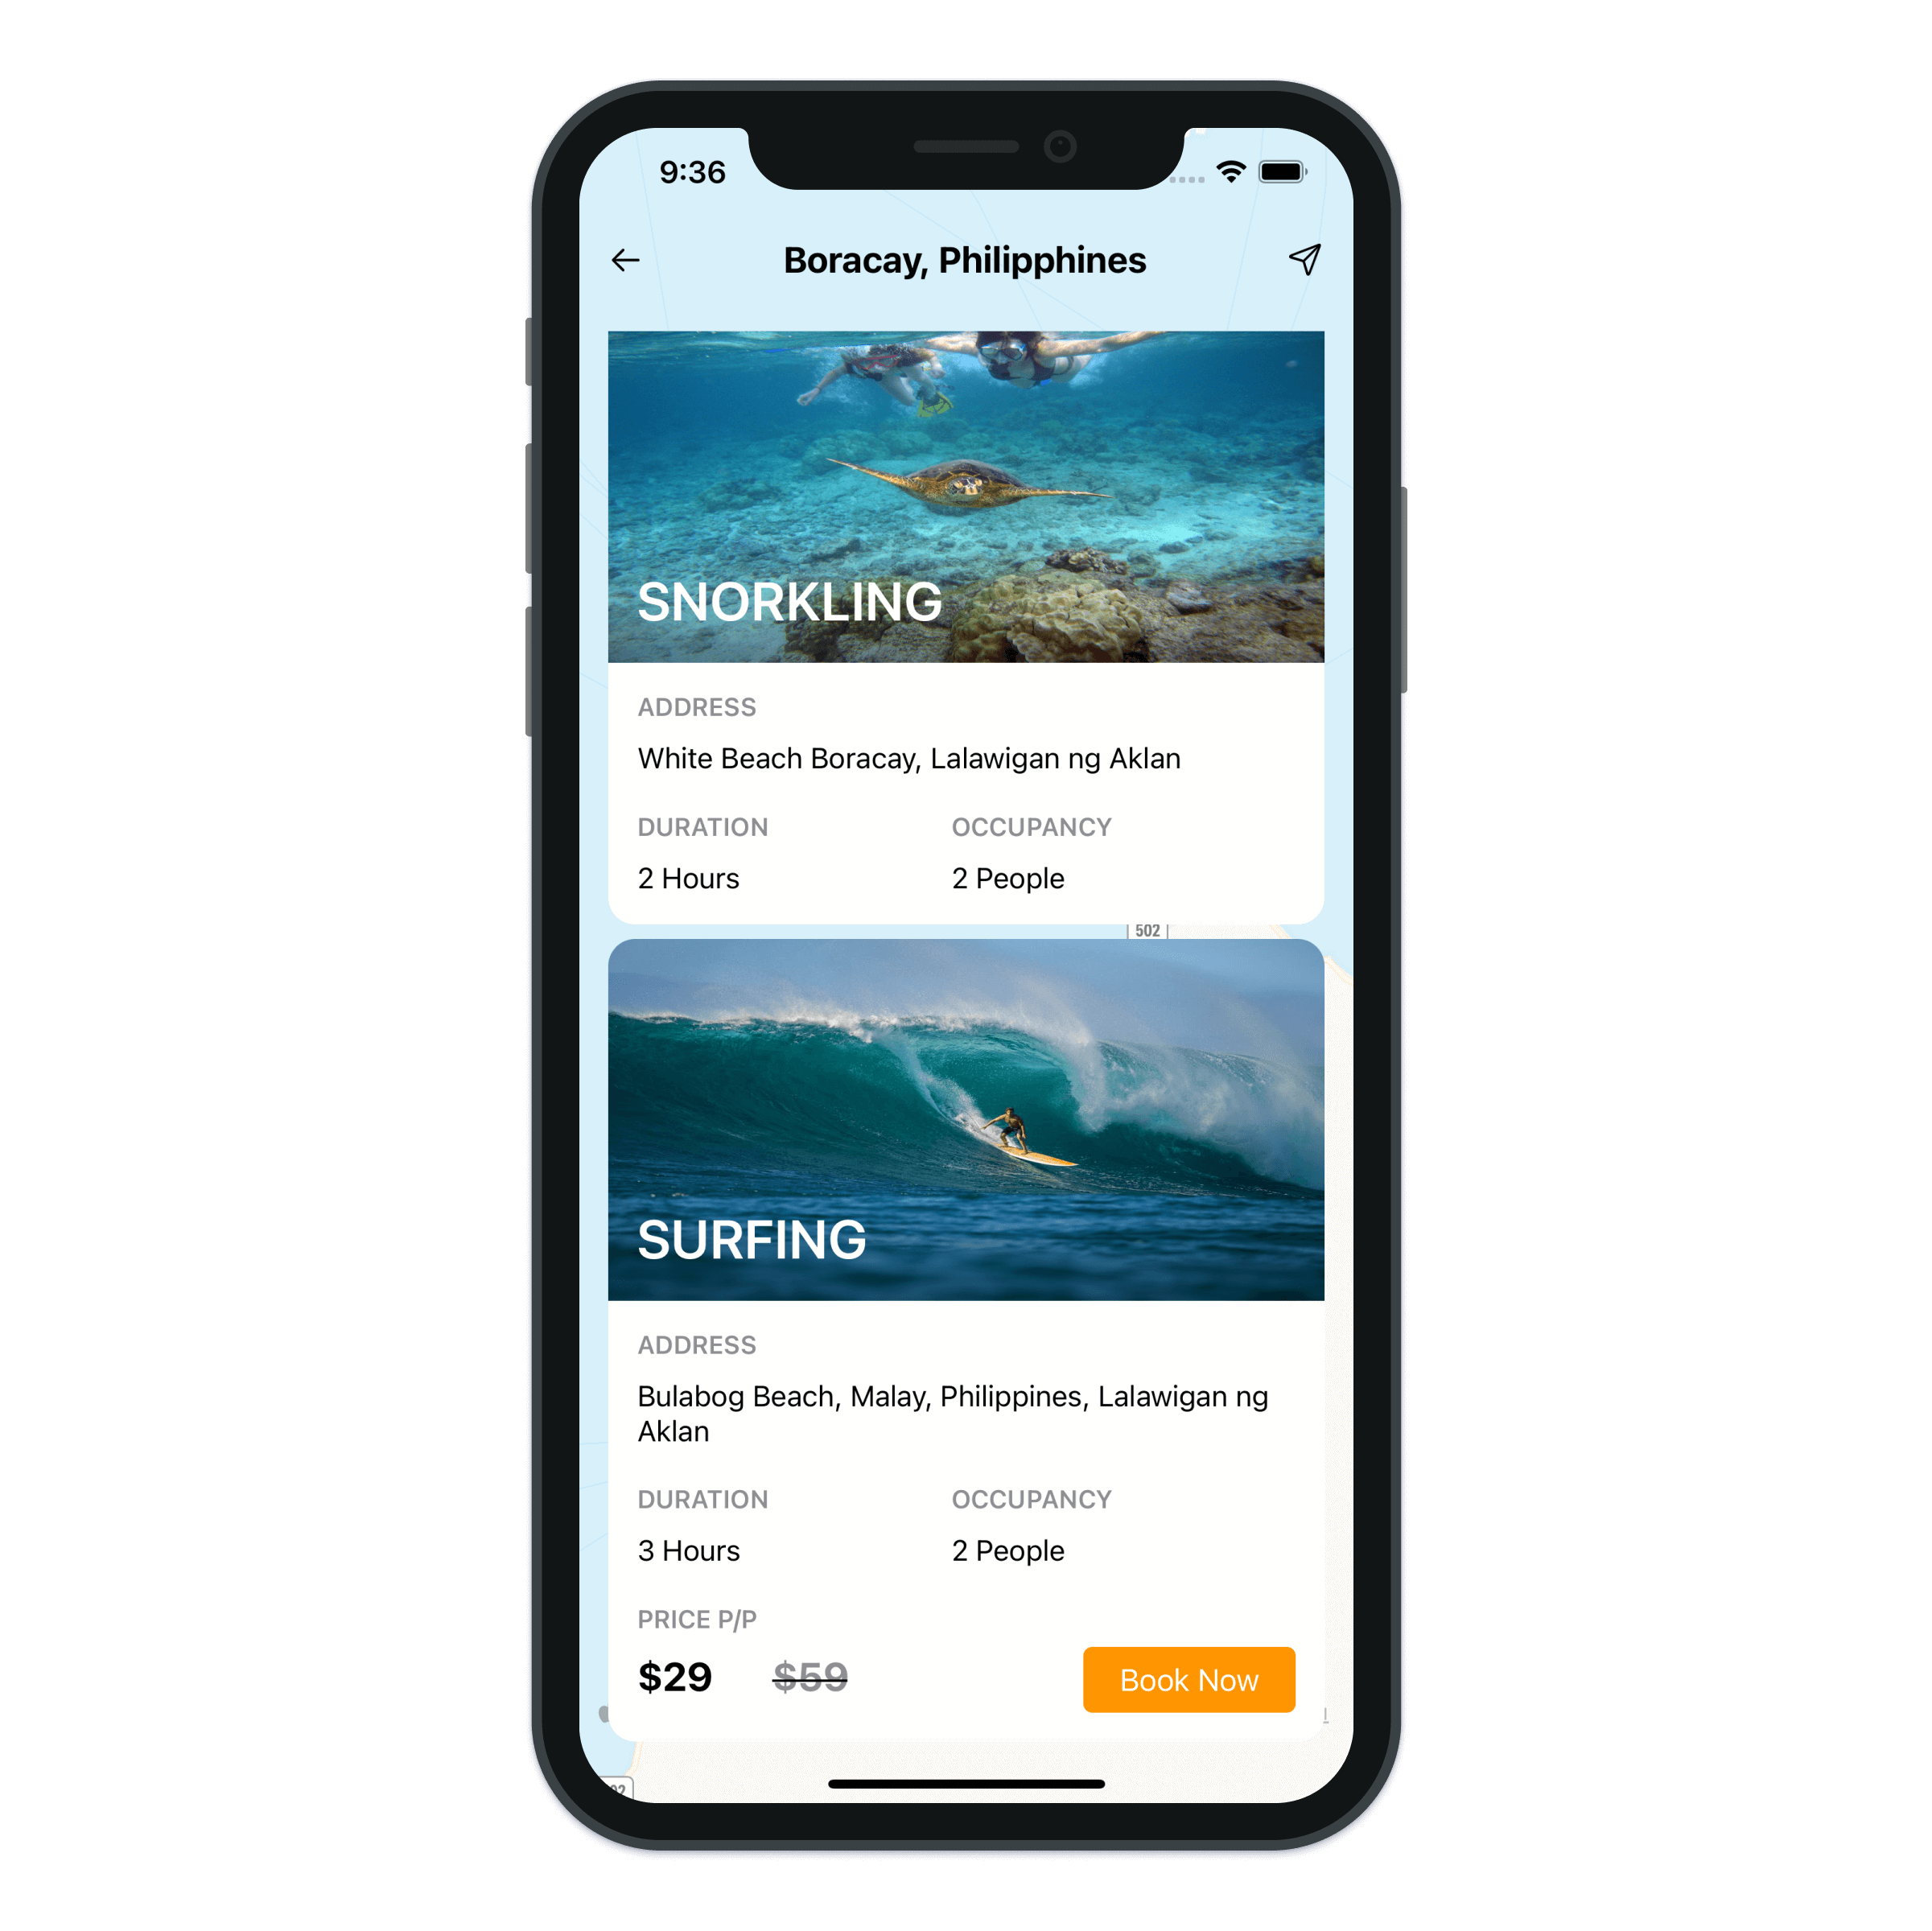 9:36
Boracay, Philipphines
SNORKLING
ADDRESS
White Beach Boracay, Lalawigan ng Aklan
DURATION OCCUPANCY
2 Hours 2 People
502
SURFING
ADDRESS
Bulabog Beach, Malay, Philippines, Lalawigan ng
Aklan
DURATION OCCUPANCY
3 Hours 2 People
PRICE P/P
$29 $59 Book Now